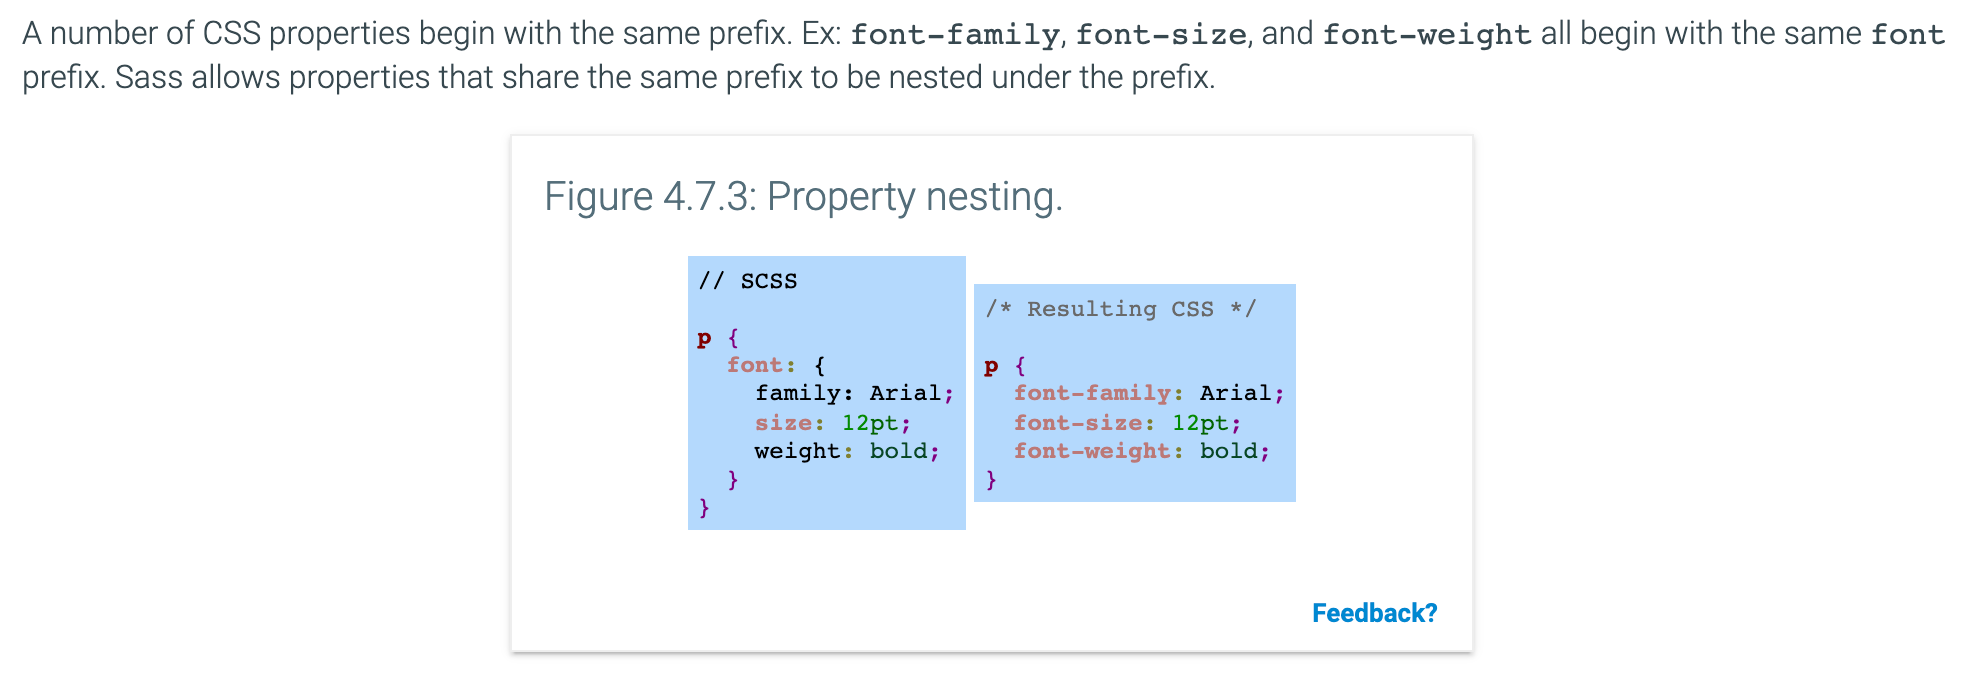 A number of CSS properties begin with the same prefix. Ex: font-family, font-size, and font-weight all begin with the same font
prefix. Sass allows properties that share the same prefix to be nested under the prefix.
Figure 4.7.3: Property nesting.
// SCSS
p {
  font: {
    family: Arial;
    size: 12pt;
    weight: bold;
  }
}
/* Resulting CSS */
p {
  font-family: Arial;
  font-size: 12pt;
  font-weight: bold;
}
Feedback?